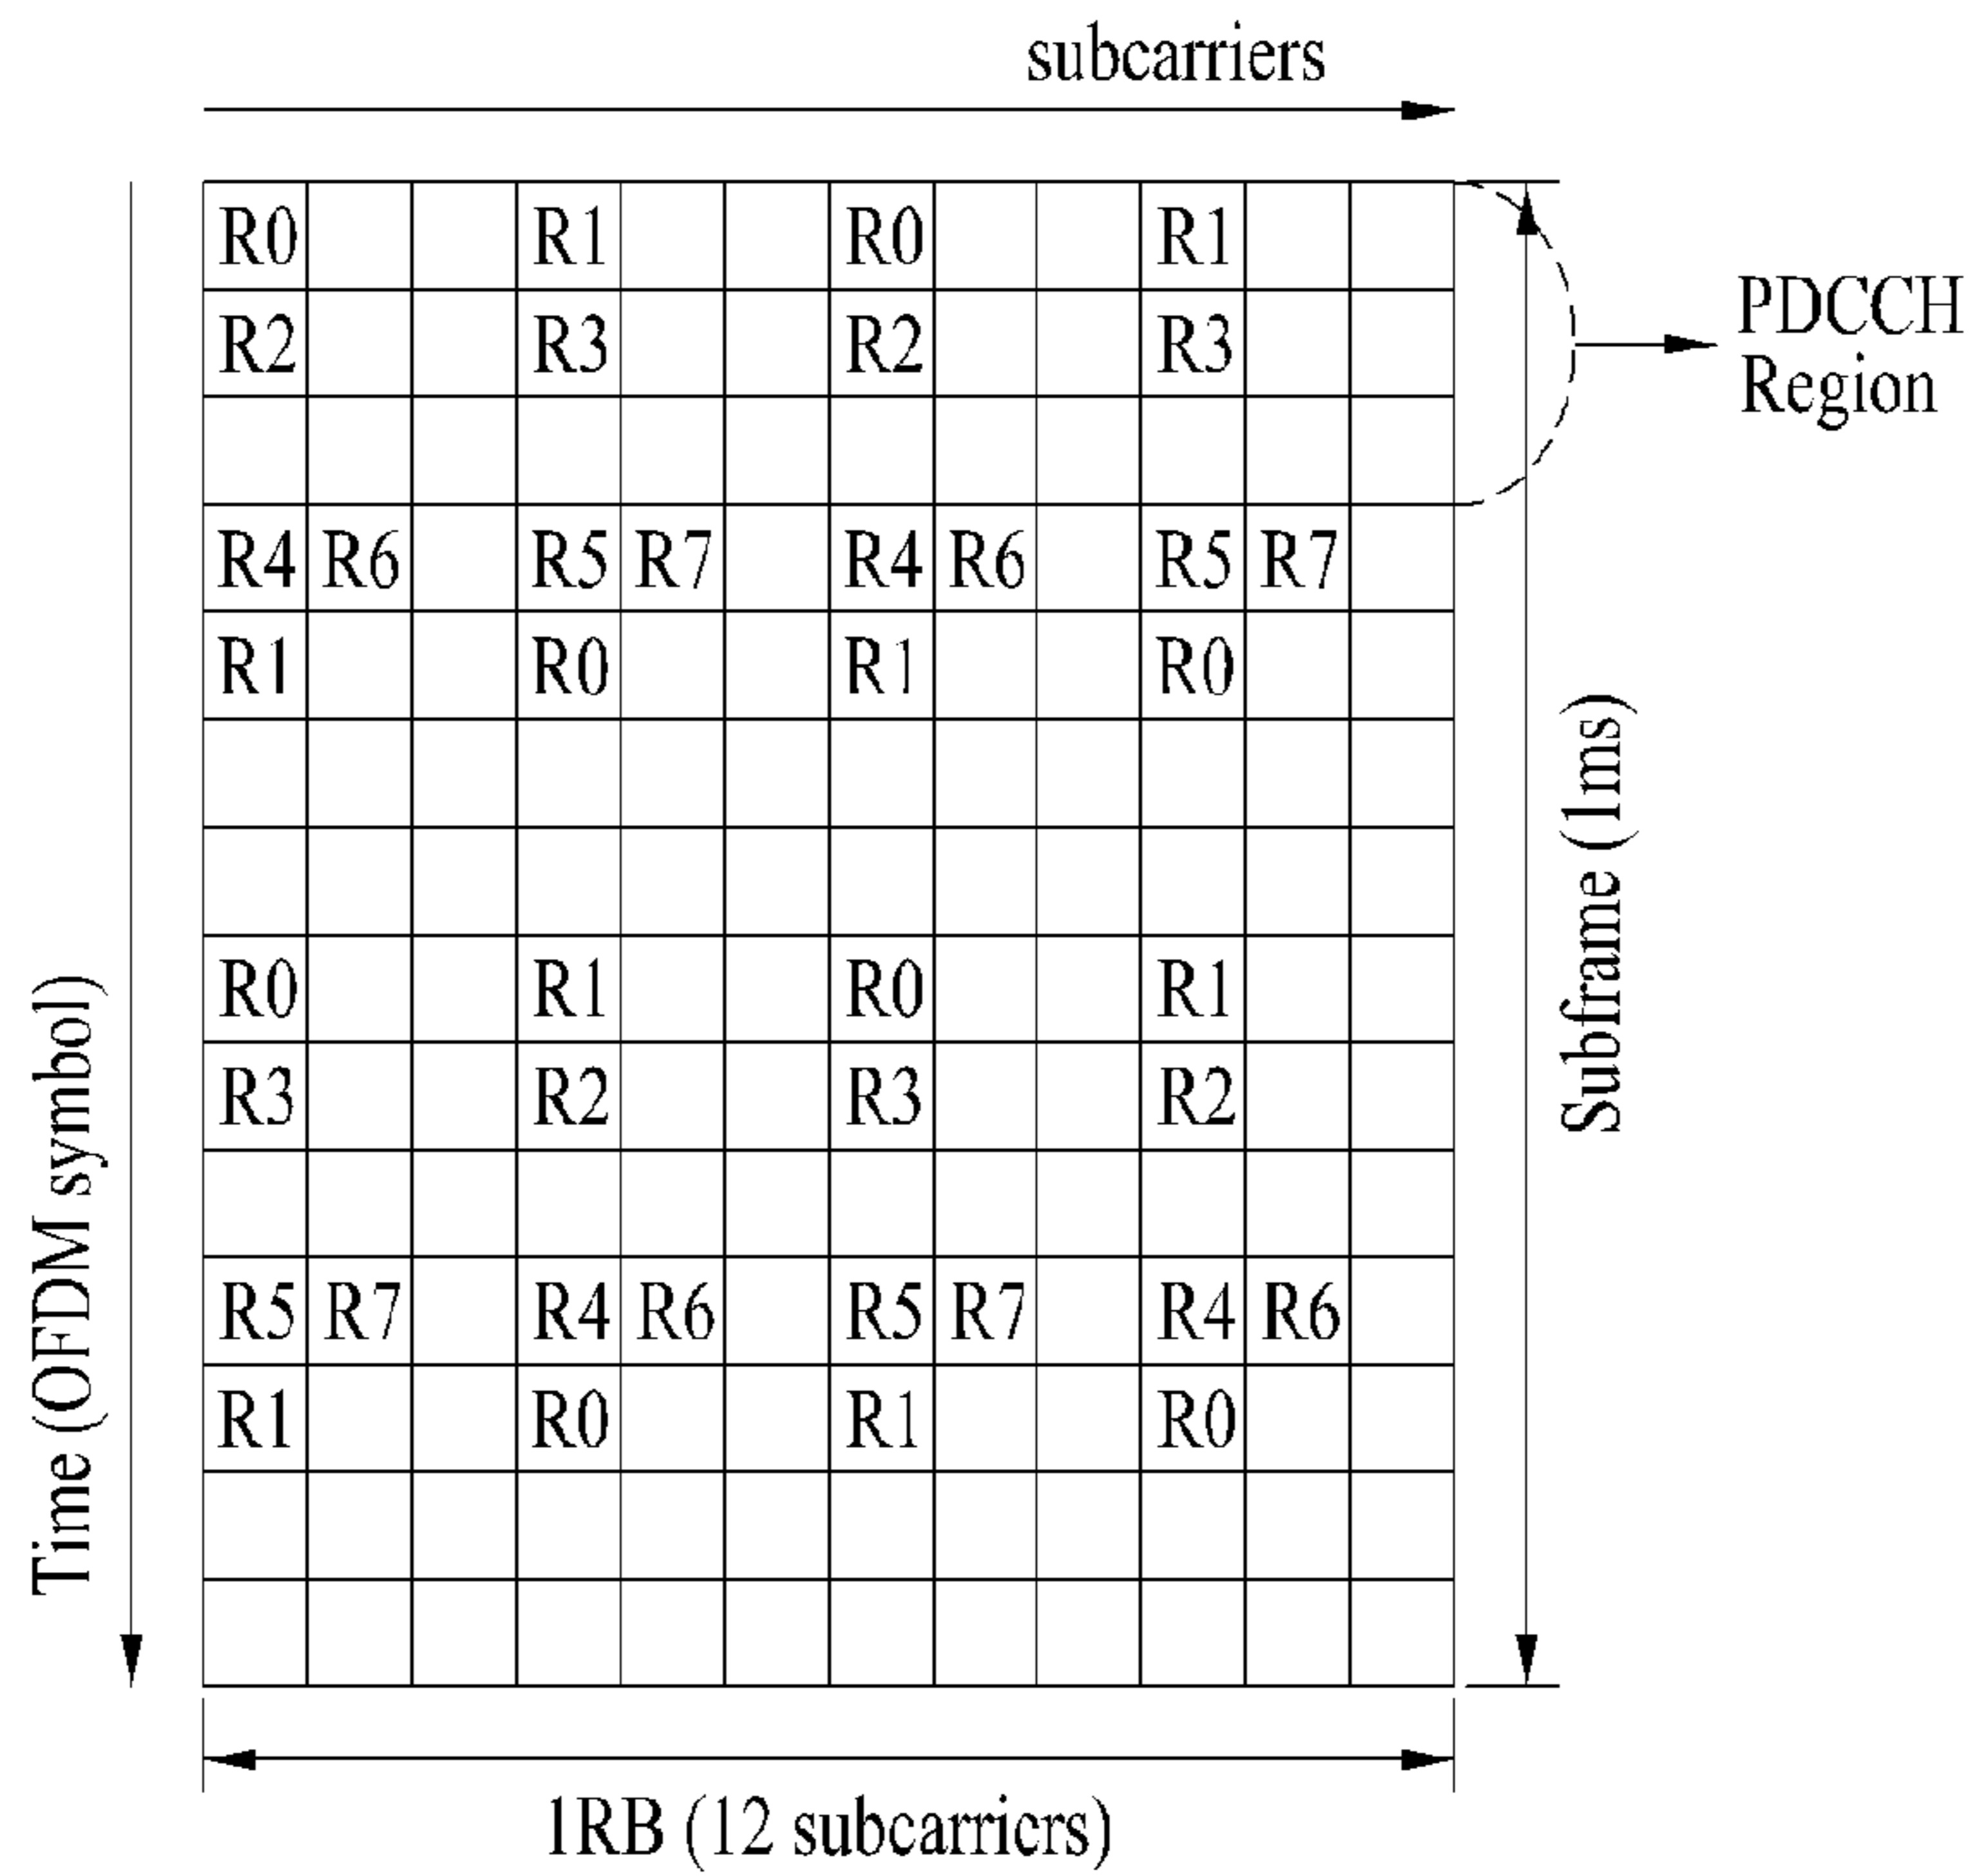 subcarriers
R0 R1 R0 R1
R2 R3 R2 R3
PDCCH
Region
R4 R6 R5 R7 R4 R6 R5 R7
R1 R0 R1 R0
R0 R1 R0 R1
R3 R2 R3 R2
R5 R7 R4 R6 R5 R7 R4 R6
R1 R0 R1 R0
Time (OFDM symbol)
Subframe (1ms)
1RB (12 subcarricrs)